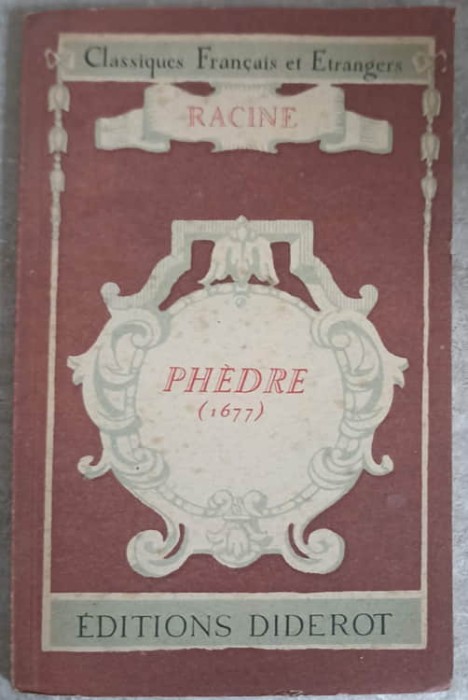 Classiques Français et Etrangers
RACINE
PHÈDRE
(1677)
ÉDITIONS DIDEROT